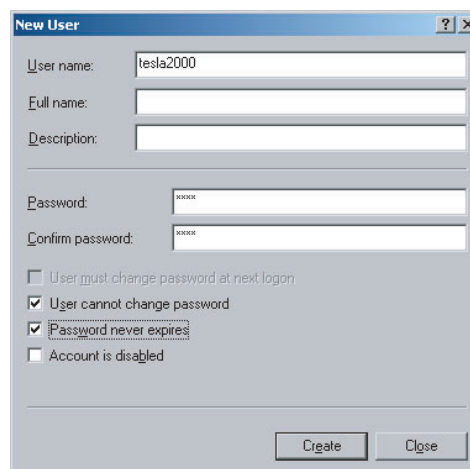 New User
User name: tesla2000
Full name:
Description:
Password: ****
Confirm password: ****
User must change password at next logon
User cannot change password
Password never expires
Account is disabled
Create Close